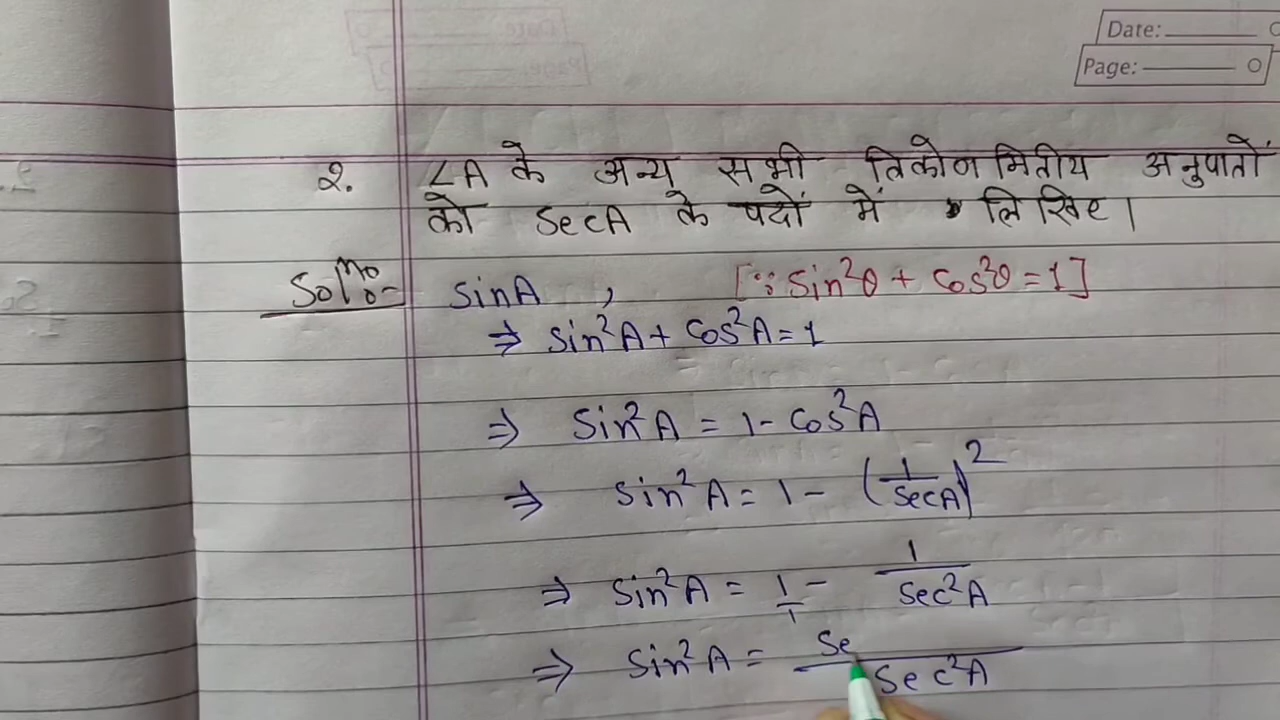 Date:
Page:
2. ∠A के अन्य सभी त्रिकोणमितीय अनुपातों
को SecA के पदों में लिखिए।
Solno- sinA , [∵ Sin²θ + Cos²θ = 1]
⇒ Sin²A + Cos²A = 1
⇒ Sin²A = 1 - Cos²A
⇒ Sin²A = 1 - (1/SecA)²
⇒ Sin²A = 1/1 - 1/Sec²A
⇒ Sin²A = Se/Sec²A